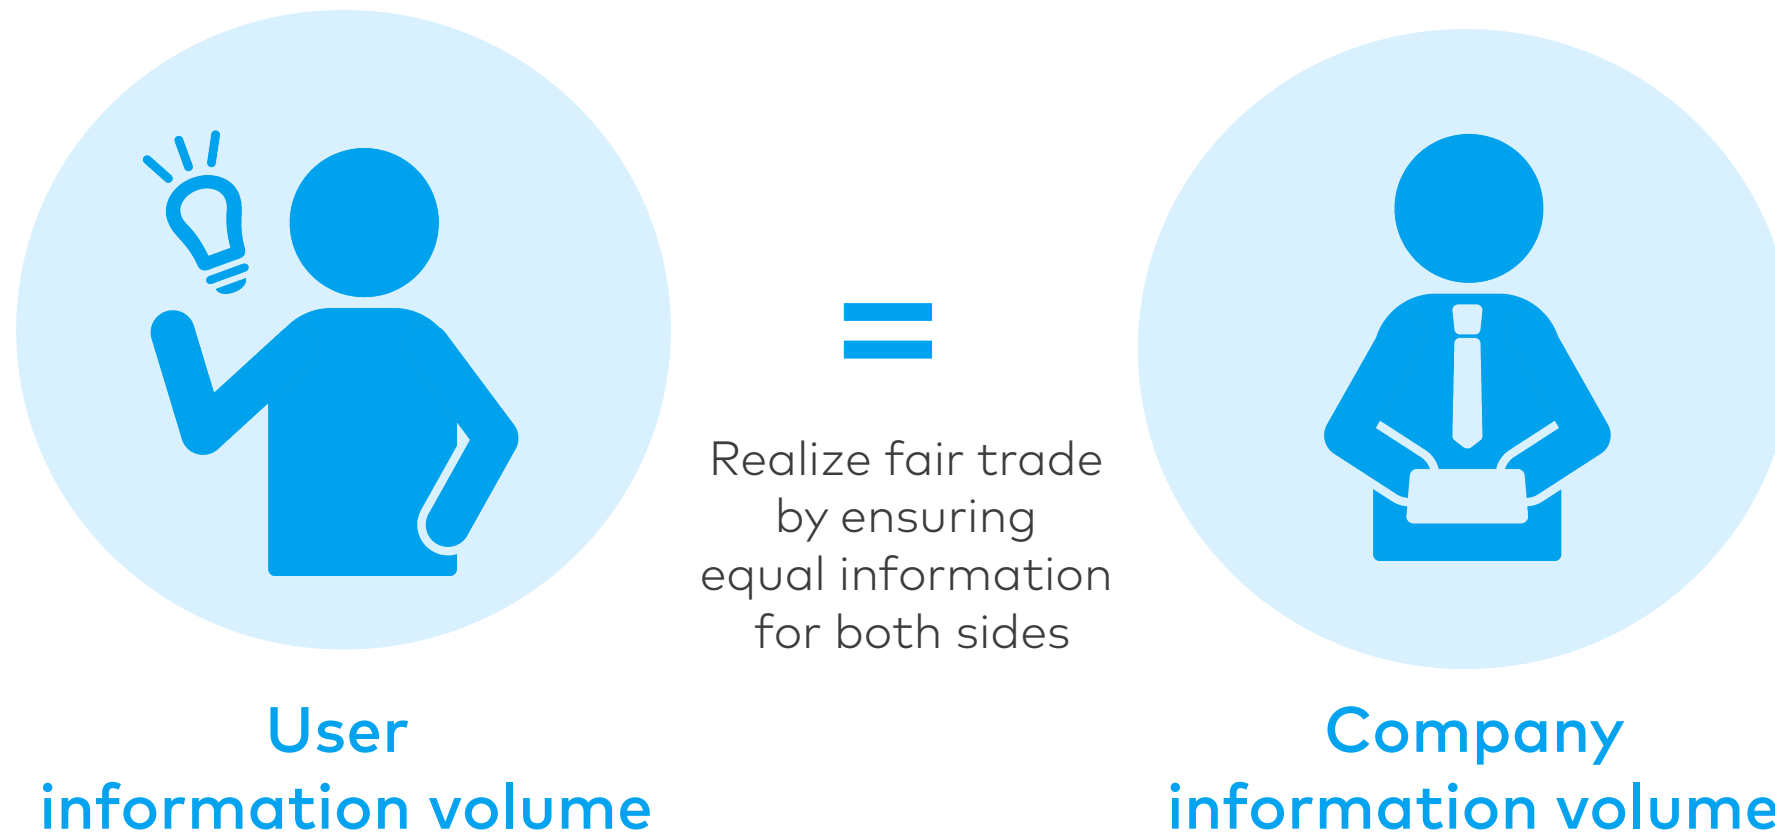 =
Realize fair trade
by ensuring
equal information
for both sides
User
information volume
Company
information volume